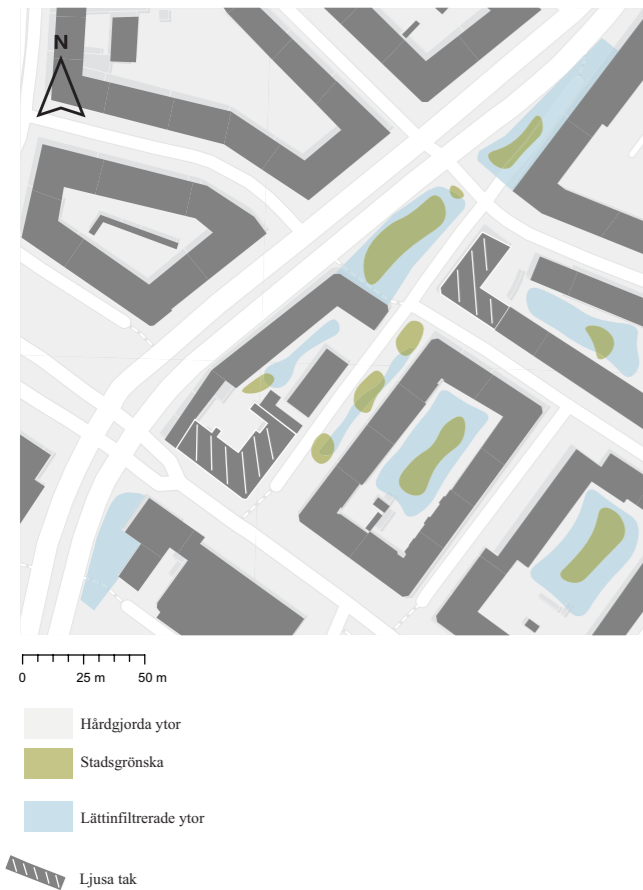 N
0 25 m 50 m
Hårdgjorda ytor
Stadsgrönska
Lättinfiltrerade ytor
Ljusa tak